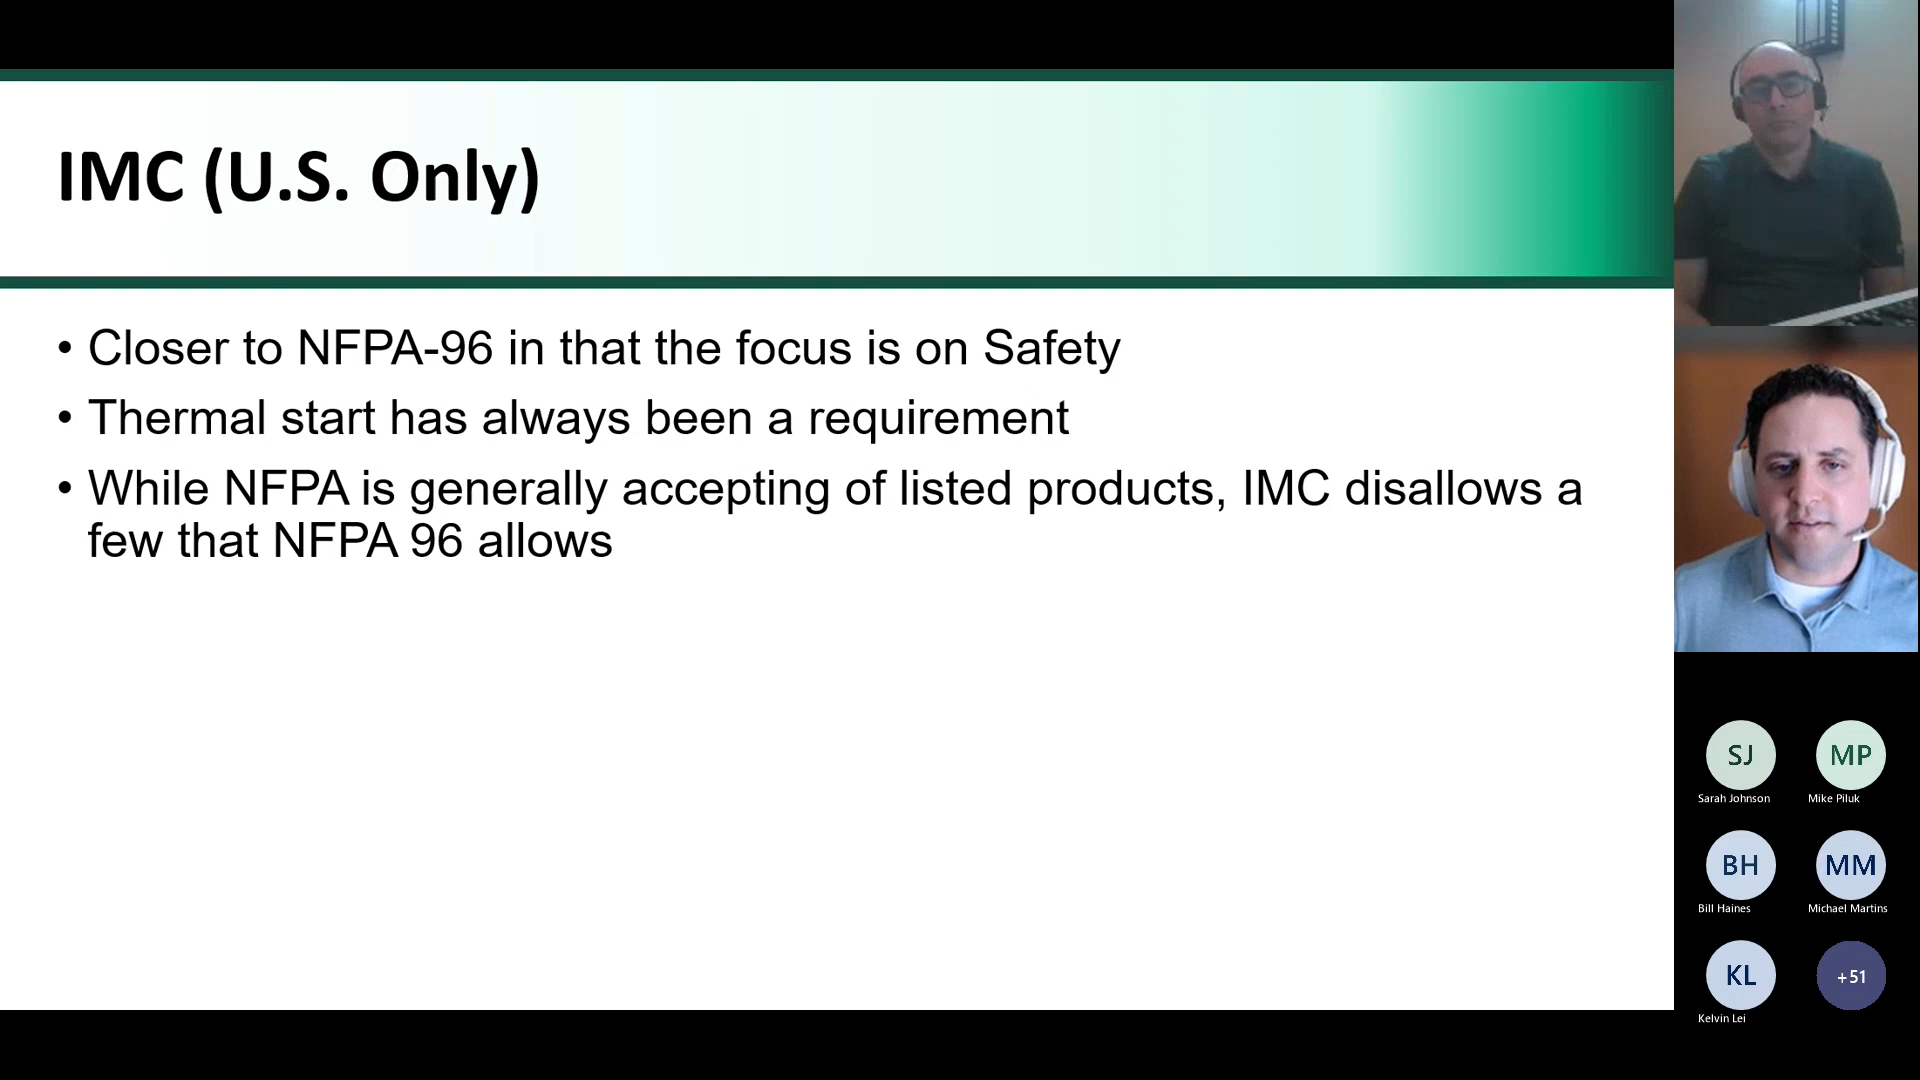 IMC (U.S. Only)
• Closer to NFPA-96 in that the focus is on Safety
• Thermal start has always been a requirement
• While NFPA is generally accepting of listed products, IMC disallows a
few that NFPA 96 allows
SJ
Sarah Johnson
MP
Mike Piluk
BH
Bill Haines
MM
Michael Martins
KL
Kelvin Lei
+51